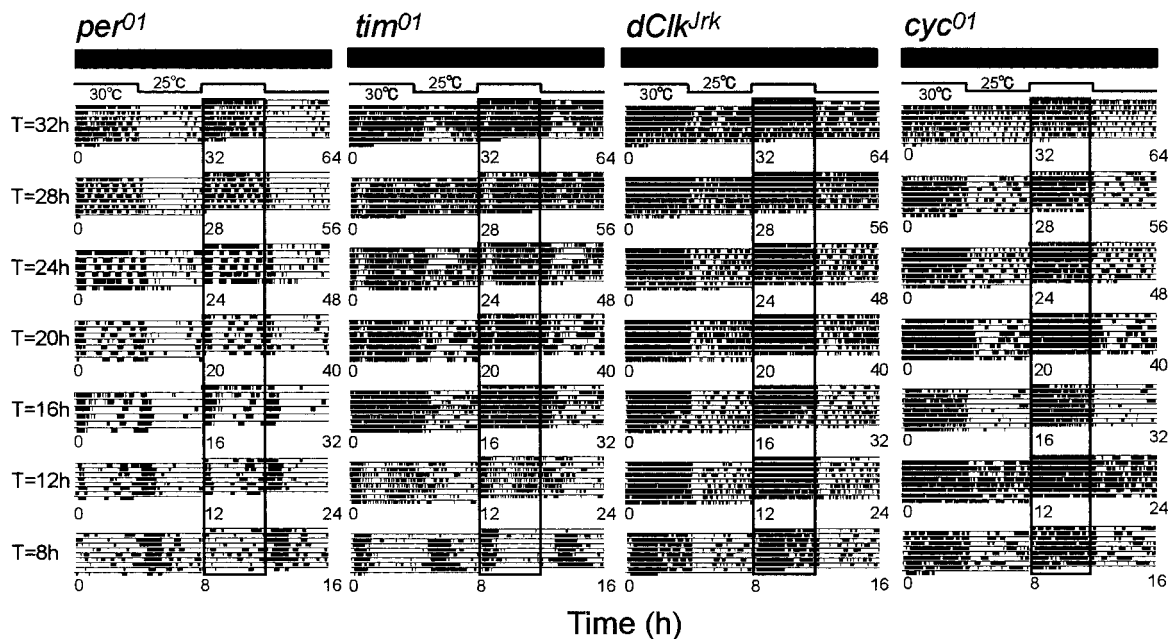 per01 tim01 dClkJrk cyc01
25°C 25°C 25°C 25°C
30°C 30°C 30°C 30°C
T=32h
0 32 64 0 32 64 0 32 64 0 32 64
T=28h
0 28 56 0 28 56 0 28 56 0 28 56
T=24h
0 24 48 0 24 48 0 24 48 0 24 48
T=20h
0 20 40 0 20 40 0 20 40 0 20 40
T=16h
0 16 32 0 16 32 0 16 32 0 16 32
T=12h
0 12 24 0 12 24 0 12 24 0 12 24
T=8h
0 8 16 0 8 16 0 8 16 0 8 16
Time (h)